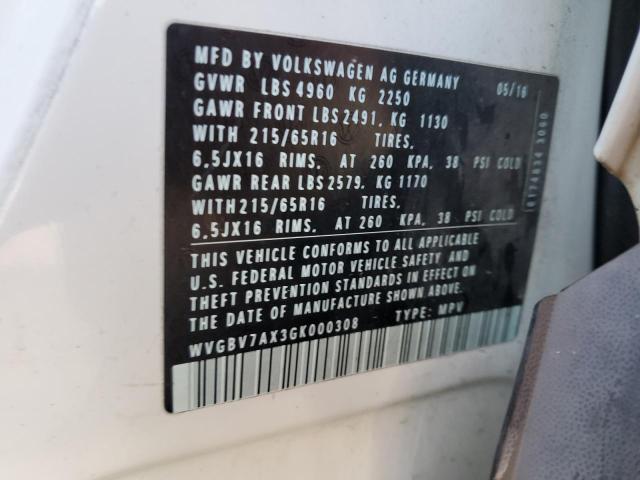 MFD BY VOLKSWAGEN AG GERMANY 05/16
GVWR LBS 4960 KG 2250
GAWR FRONT LBS 2491, KG 1130
WITH 215/65R16 TIRES,
6.5JX16 RIMS, AT 260 KPA, 38 PSI COLD
GAWR REAR LBS 2579, KG 1170
WITH 215/65R16 TIRES,
6.5JX16 RIMS, AT 260 KPA, 38 PSI COLD
THIS VEHICLE CONFORMS TO ALL APPLICABLE
U.S. FEDERAL MOTOR VEHICLE SAFETY AND
THEFT PREVENTION STANDARDS IN EFFECT ON
THE DATE OF MANUFACTURE SHOWN ABOVE.
WVGBV7AX3GK000308 TYPE: MPV